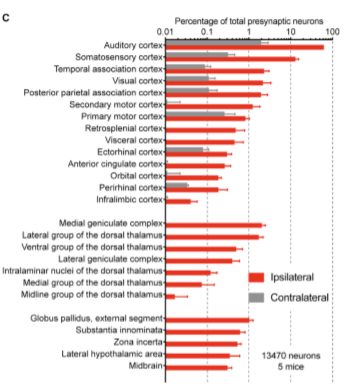 C
Percentage of total presynaptic neurons
0.01 0.1 1 10 100
Auditory cortex
Somatosensory cortex
Temporal association cortex
Visual cortex
Posterior parietal association cortex
Secondary motor cortex
Primary motor cortex
Retrosplenial cortex
Visceral cortex
Ectorhinal cortex
Anterior cingulate cortex
Orbital cortex
Perirhinal cortex
Infralimbic cortex
Medial geniculate complex
Lateral group of the dorsal thalamus
Ventral group of the dorsal thalamus
Lateral geniculate complex
Intralaminar nuclei of the dorsal thalamus
Medial group of the dorsal thalamus
Midline group of the dorsal thalamus
Ipsilateral
Contralateral
Globus pallidus, external segment
Substantia innominata
Zona incerta
Lateral hypothalamic area
Midbrain
13470 neurons
5 mice